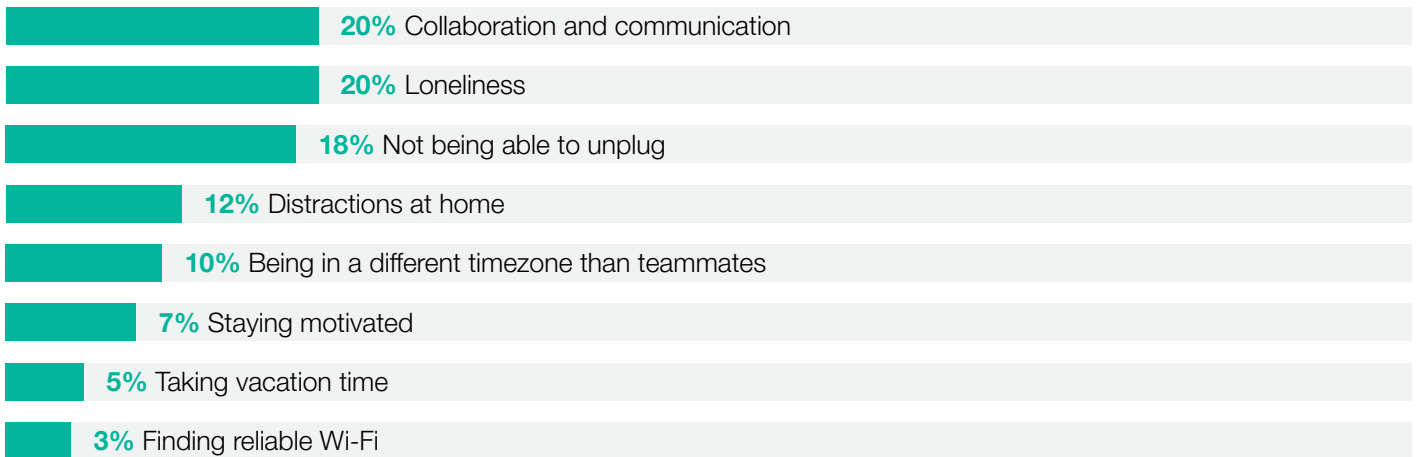 20% Collaboration and communication
20% Loneliness
18% Not being able to unplug
12% Distractions at home
10% Being in a different timezone than teammates
7% Staying motivated
5% Taking vacation time
3% Finding reliable Wi-Fi